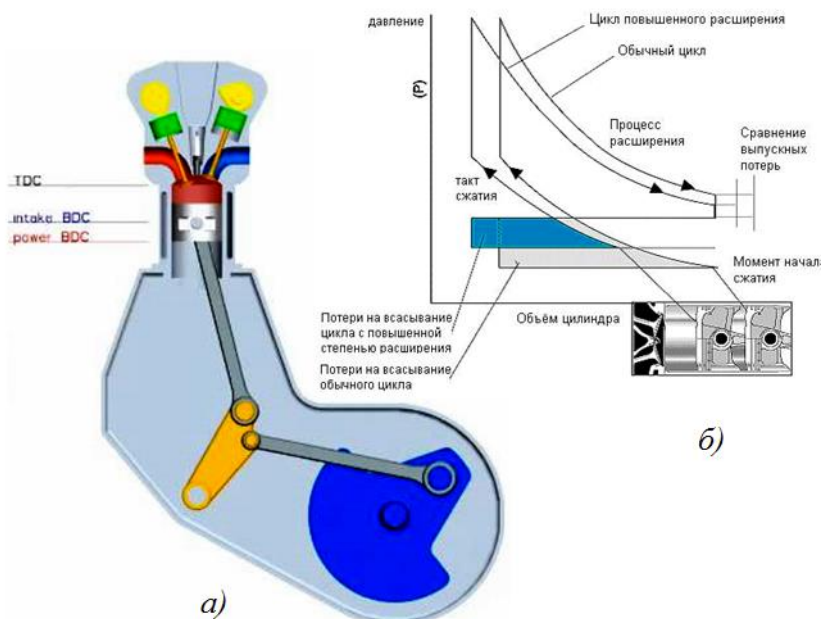 TDC
intake BDC
power BDC
а)
давление
(P)
Цикл повышенного расширения
Обычный цикл
Процесс
расширения
Сравнение
выпускных
потерь
такт
сжатия
Момент начала
сжатия
Потери на всасывание
цикла с повышенной
степенью расширения
Объём цилиндра
Потери на всасывание
обычного цикла
б)